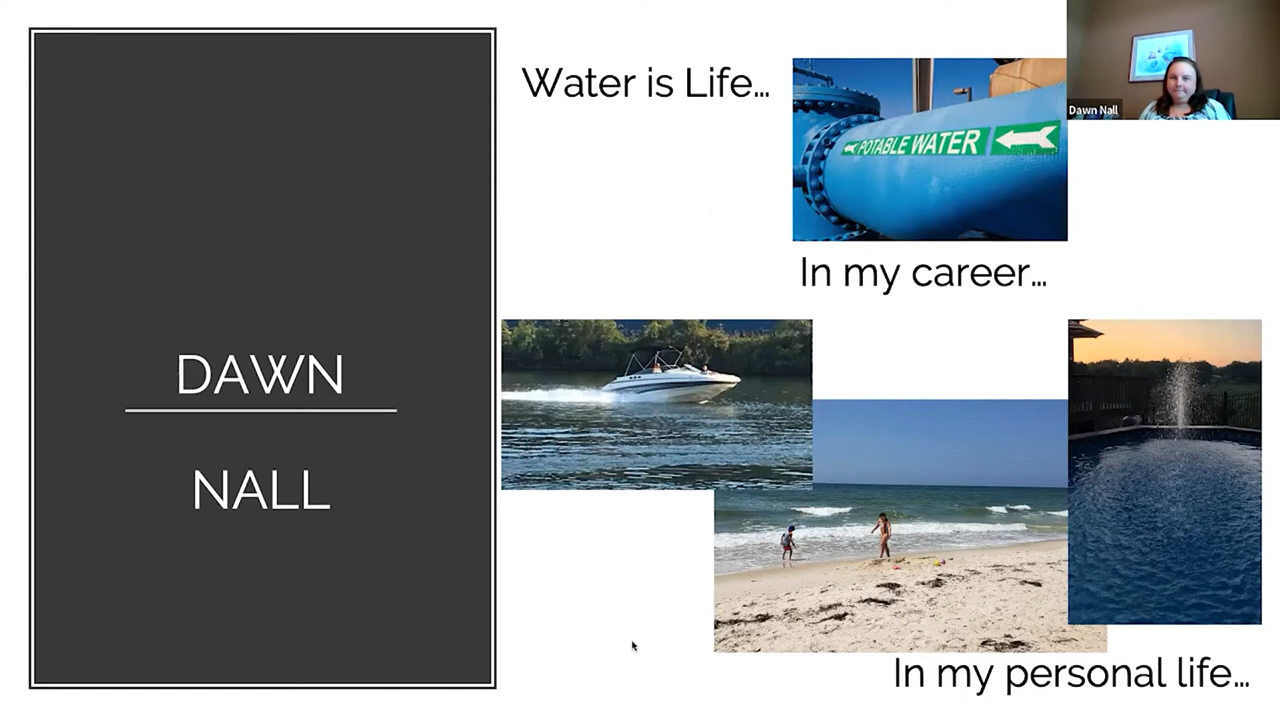 DAWN
NALL
Water is Life…
POTABLE WATER
Dawn Nall
In my career…
In my personal life…